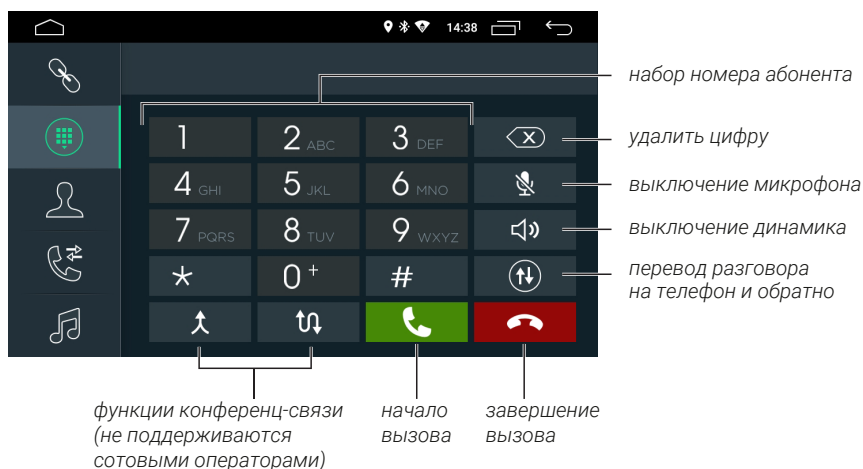 14:38
набор номера абонента
1
2 ABC
3 DEF
удалить цифру
4 GHI
5 JKL
6 MNO
выключение микрофона
7 PQRS
8 TUV
9 WXYZ
выключение динамика
*
0 +
#
перевод разговора
на телефон и обратно
функции конференц-связи
(не поддерживаются
сотовыми операторами)
начало
вызова
завершение
вызова